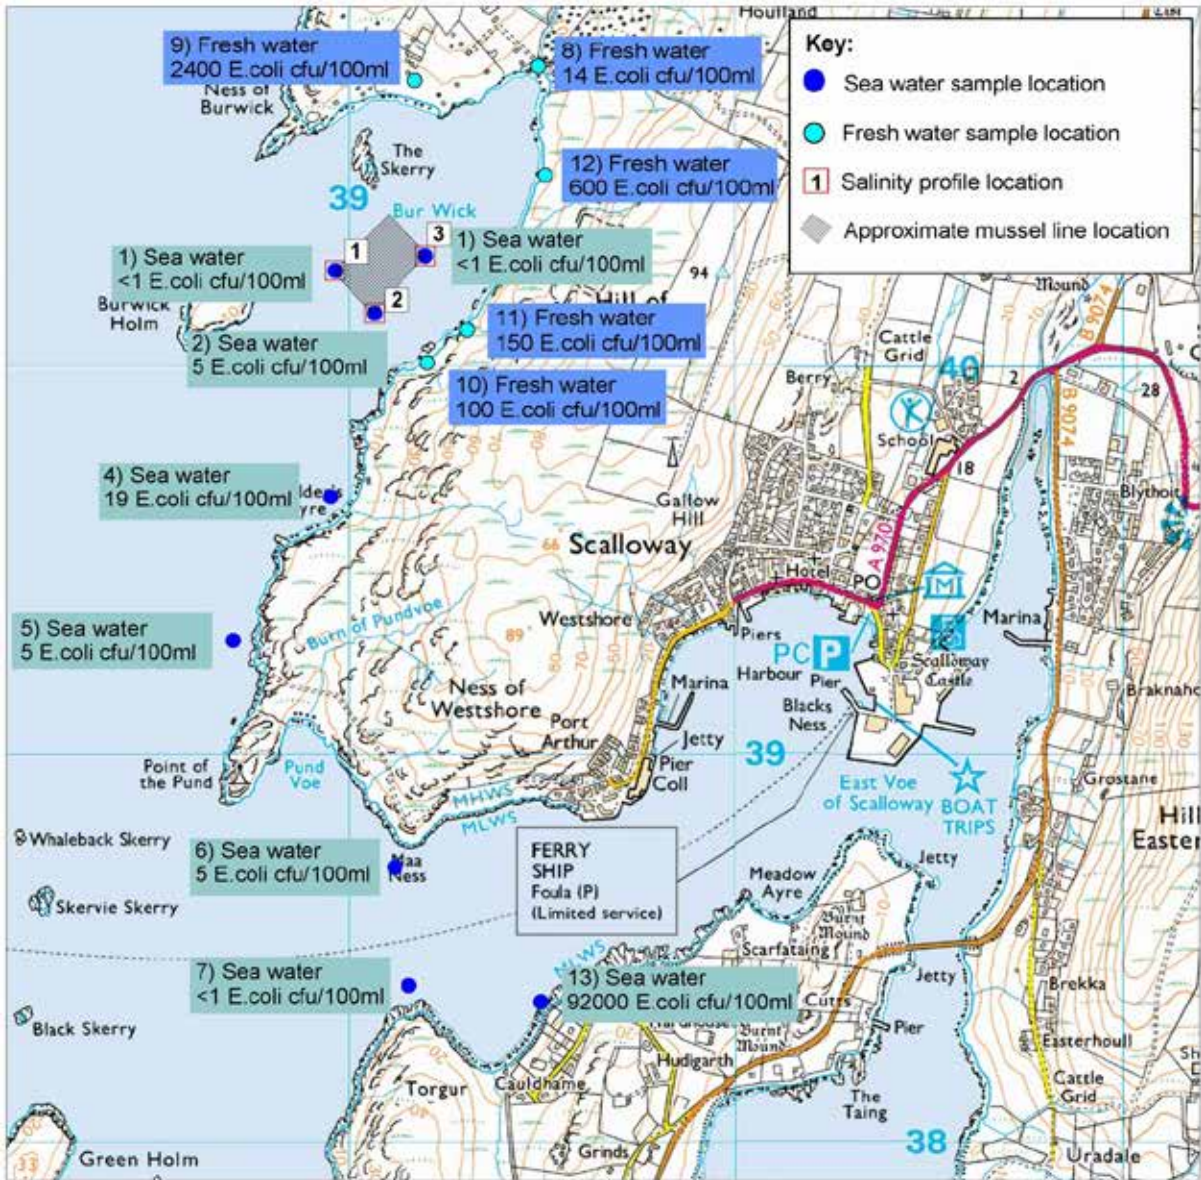 Houlland
9) Fresh water
2400 E.coli cfu/100ml
Ness of
Burwick
8) Fresh water
14 E.coli cfu/100ml
Key:
Sea water sample location
Fresh water sample location
1 Salinity profile location
Approximate mussel line location
The
Skerry
12) Fresh water
600 E.coli cfu/100ml
39
Bur Wick
1
3
2
1) Sea water
<1 E.coli cfu/100ml
1) Sea water
<1 E.coli cfu/100ml
94
Hill of
Mound
B 9074
Burwick
Holm
2) Sea water
5 E.coli cfu/100ml
11) Fresh water
150 E.coli cfu/100ml
Cattle
Grid
10) Fresh water
100 E.coli cfu/100ml
Berry
40
2
28
B 9074
School
18
4) Sea water
19 E.coli cfu/100ml
Gallow
Hill
Blythoit
Scalloway
66
Hotel
PO
A 970
Westshore
Piers
Marina
5) Sea water
5 E.coli cfu/100ml
Burn of Pundvoe
89
PC P
Harbour Pier
Scalloway
Castle
Ness of
Westshore
Marina
Blacks
Ness
Port
Arthur
Jetty
Pier
Coll
39
Point of
the Pund
Pund
Voe
MHWS
MLWS
East Voe
of Scalloway
BOAT
TRIPS
Grostane
Hill
Easter
Whaleback Skerry
6) Sea water
5 E.coli cfu/100ml
Maa
Ness
FERRY
SHIP
Foula (P)
(Limited service)
Meadow
Ayre
Jetty
Skervie Skerry
Burnt
Mound
Scarfataing
MLWS
7) Sea water
<1 E.coli cfu/100ml
13) Sea water
92000 E.coli cfu/100ml
Jetty
Brekka
Cutts
Black Skerry
Burnt
Mound
Pier
Easterhoull
Hudigarth
Torgur
Cauldhame
The
Taing
Cattle
Grid
38
Green Holm
33
Grinds
Uradale